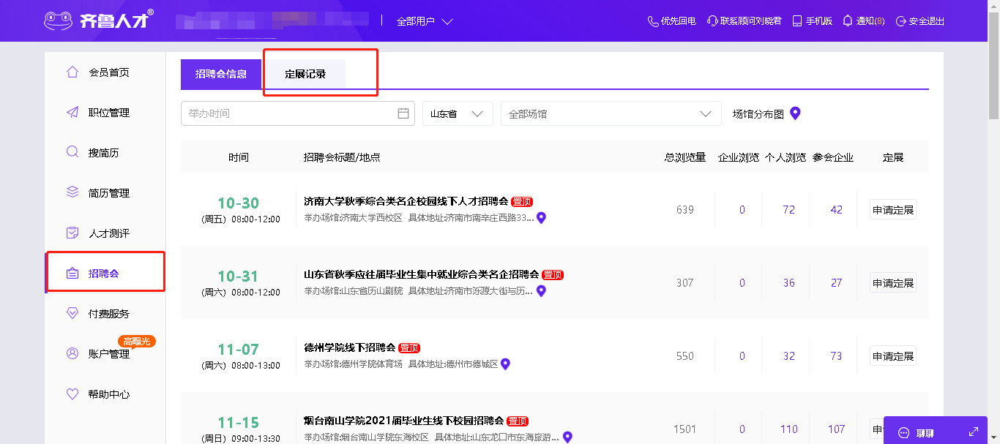 齐鲁人才®
全部用户
优先回电 联系顾问刘晓君 手机版 通知(8) 安全退出
会员首页
职位管理
搜简历
简历管理
人才测评
招聘会
付费服务
高曝光
账户管理
帮助中心
招聘会信息 定展记录
举办时间 山东省 全部场馆 场馆分布图
时间 招聘会标题/地点 总浏览量 企业浏览 个人浏览 参会企业 定展
10-30 济南大学秋季综合类名企校园线下人才招聘会 置顶
(周五) 08:00-12:00 举办场馆:济南大学西校区 具体地址:济南市南辛庄西路33... 639 0 72 42 申请定展
10-31 山东省秋季应往届毕业生集中就业综合类名企招聘会 置顶
(周六) 08:00-12:00 举办场馆:山东省历山剧院 具体地址:济南市泺源大街与历... 307 0 36 27 申请定展
11-07 德州学院线下招聘会 置顶
(周六) 08:00-13:00 举办场馆:德州学院体育场 具体地址:德州市德城区 550 0 32 73 申请定展
11-15 烟台南山学院2021届毕业生线下校园招聘会 置顶
(周日) 09:00-13:30 举办场馆:烟台南山学院东海校区 具体地址:山东龙口市东海旅游... 1501 0 110 107 申
聊聊